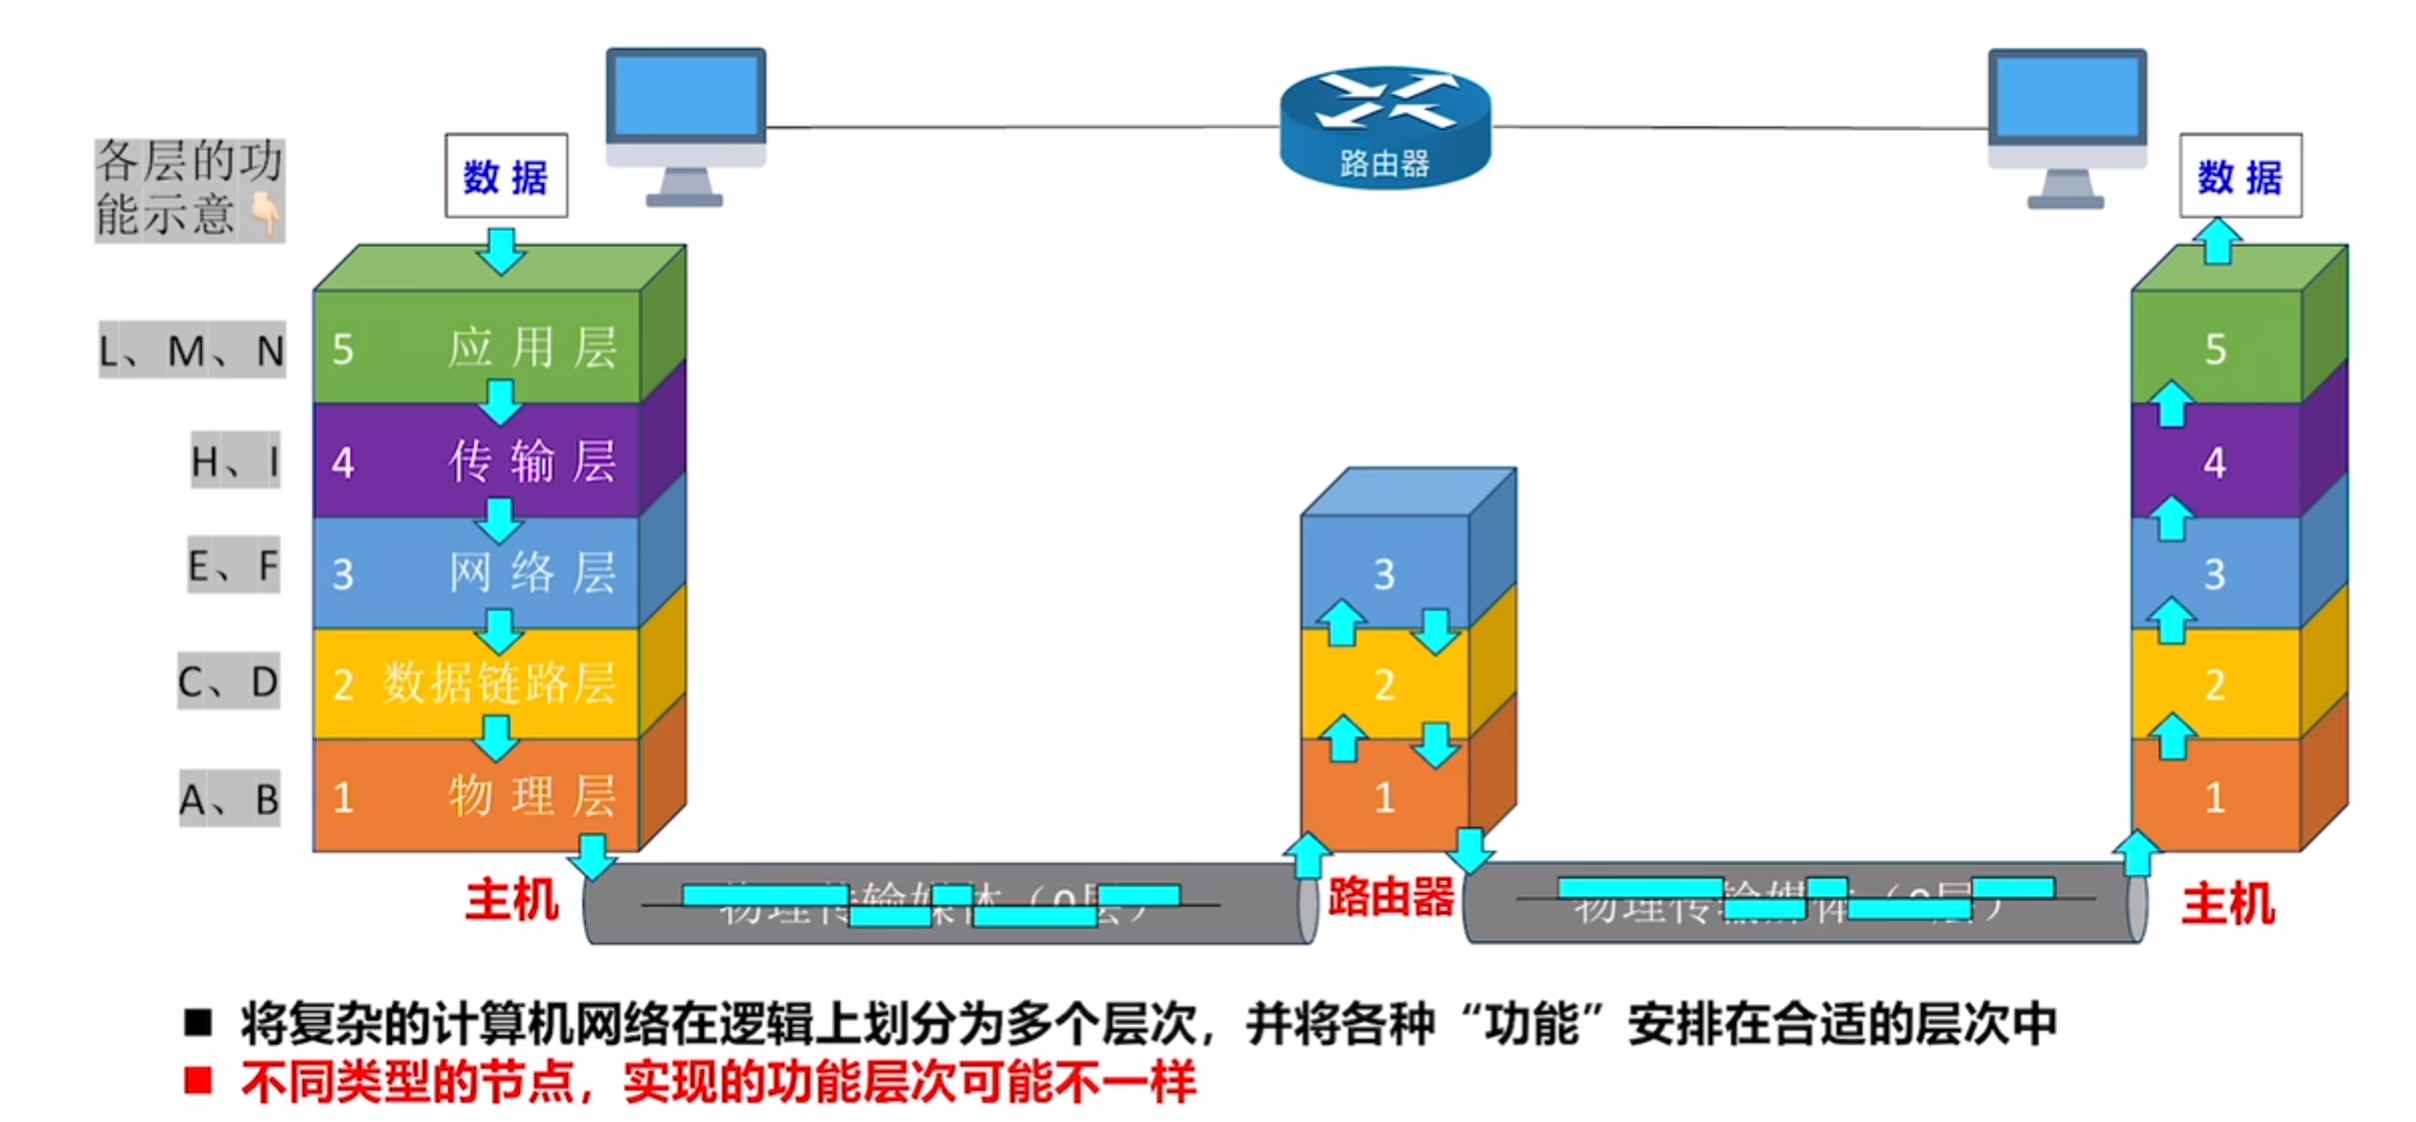 路由器
各层的功
能示意👇🏻
数 据
数 据
L、M、N
5 应 用 层
5
H、I
4 传 输 层
4
E、F
3 网 络 层
3
3
C、D
2 数据链路层
2
2
A、B
1 物 理 层
1
1
主机
物理传输媒体（0层）
路由器
物理传输媒体（0层）
主机
■ 将复杂的计算机网络在逻辑上划分为多个层次，并将各种“功能”安排在合适的层次中
■ 不同类型的节点，实现的功能层次可能不一样